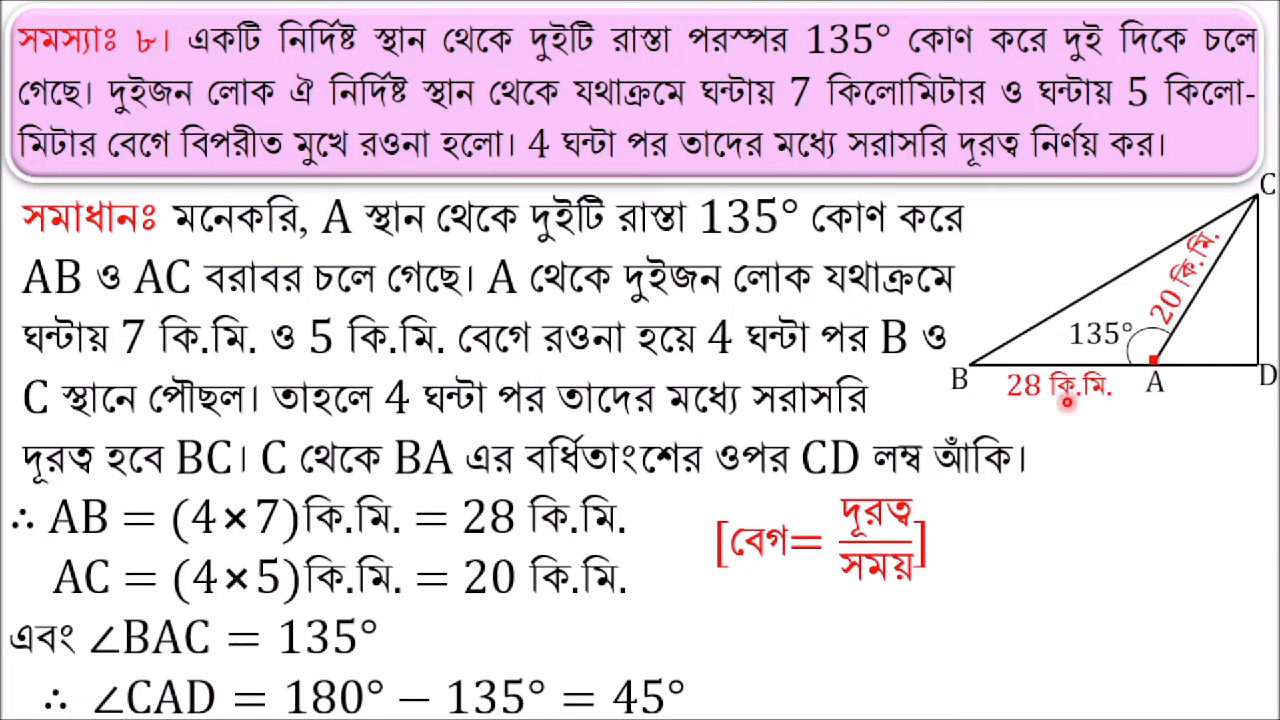 সমস্যাঃ ৮। একটি নির্দিষ্ট স্থান থেকে দুইটি রাস্তা পরস্পর 135° কোণ করে দুই দিকে চলে
গেছে। দুইজন লোক ঐ নির্দিষ্ট স্থান থেকে যথাক্রমে ঘন্টায় 7 কিলোমিটার ও ঘন্টায় 5 কিলো-
মিটার বেগে বিপরীত মুখে রওনা হলো। 4 ঘন্টা পর তাদের মধ্যে সরাসরি দূরত্ব নির্ণয় কর।
সমাধানঃ মনেকরি, A স্থান থেকে দুইটি রাস্তা 135° কোণ করে
AB ও AC বরাবর চলে গেছে। A থেকে দুইজন লোক যথাক্রমে
ঘন্টায় 7 কি.মি. ও 5 কি.মি. বেগে রওনা হয়ে 4 ঘন্টা পর B ও
C স্থানে পৌছল। তাহলে 4 ঘন্টা পর তাদের মধ্যে সরাসরি
দূরত্ব হবে BC। C থেকে BA এর বর্ধিতাংশের ওপর CD লম্ব আঁকি।
∴ AB = (4×7)কি.মি. = 28 কি.মি.
AC = (4×5)কি.মি. = 20 কি.মি.
[বেগ= দূরত্ব/সময়]
এবং ∠BAC = 135°
∴ ∠CAD = 180° − 135° = 45°
C
20 কি.মি.
135°
B
28 কি.মি.
A
D